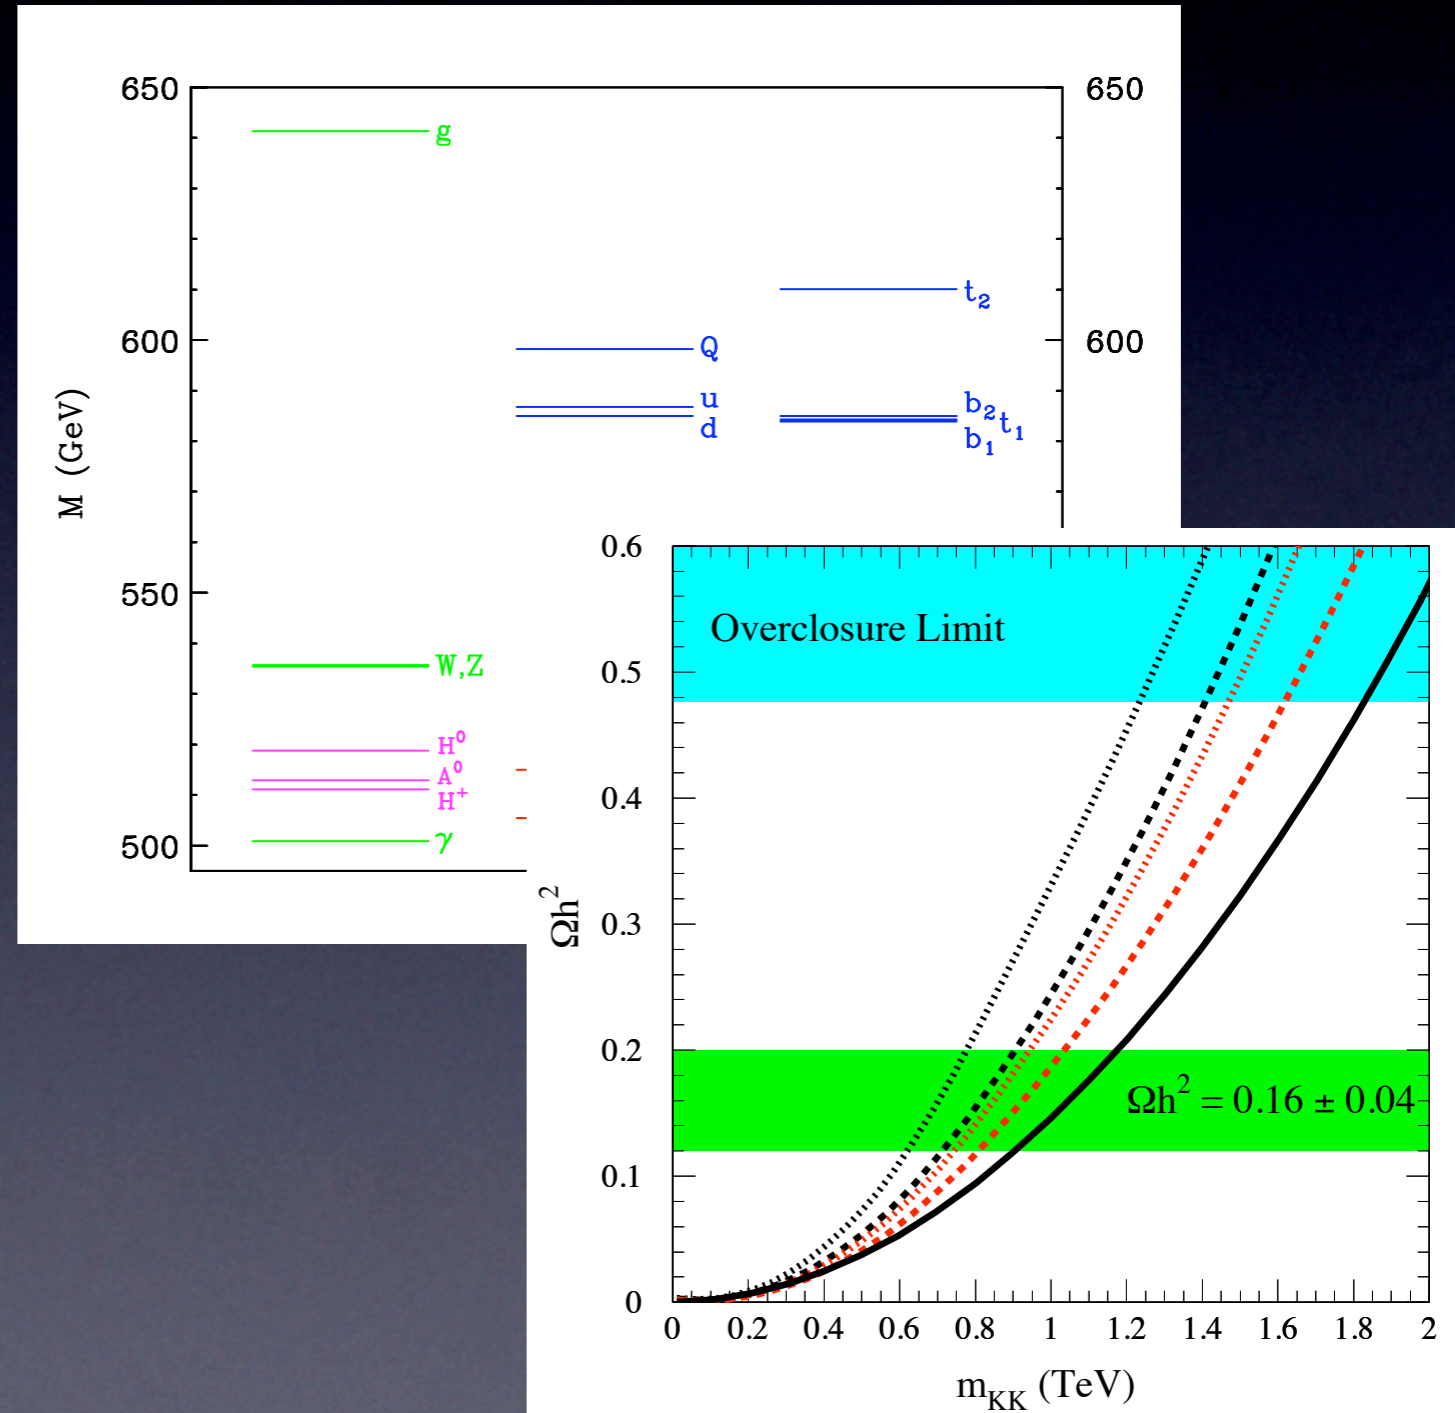 650
650
g
t₂
600
600
Q
u
b₂
t₁
d
b₁
M (GeV)
550
W,Z
H⁰
A⁰
H⁺
γ
500
0.6
Overclosure Limit
0.5
0.4
Ωh²
0.3
0.2
Ωh² = 0.16 ± 0.04
0.1
0
0 0.2 0.4 0.6 0.8 1 1.2 1.4 1.6 1.8 2
m_KK (TeV)